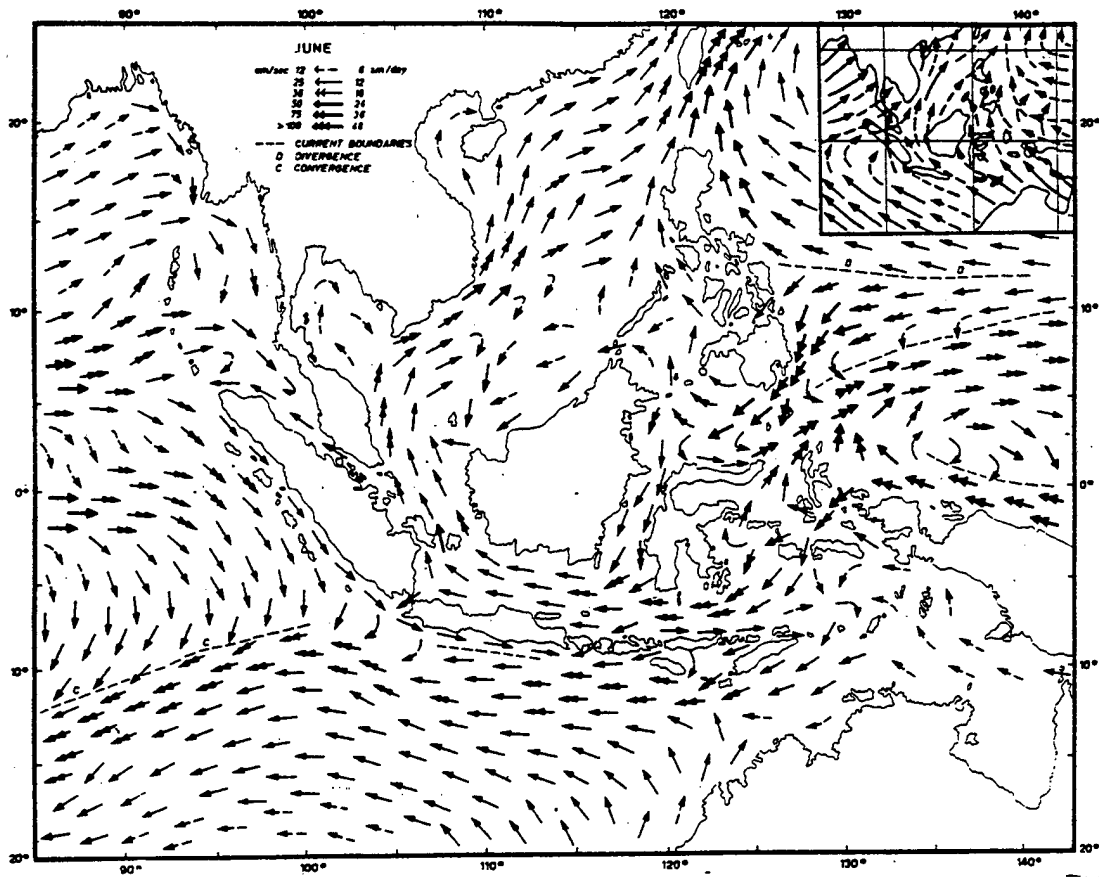 100° 110° 120° 130° 140°
JUNE
cm/sec 12 6 sm/day
25 12
38 18
50 24
75 36
>100 48
CURRENT BOUNDARIES
D DIVERGENCE
C CONVERGENCE
20° 20°
D D
10° 10°
0° 0°
C
10° 10°
C
20° 20°
90° 100° 110° 120° 130° 140°